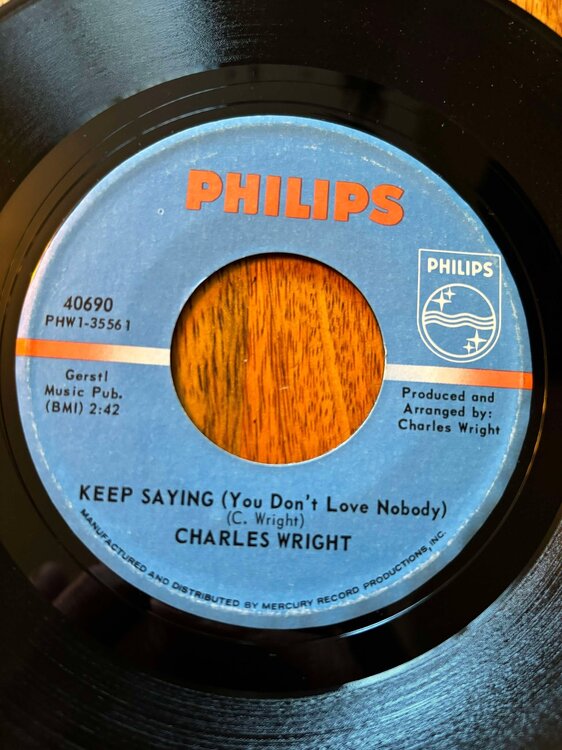 PHILIPS
PHILIPS
40690
PHW1-35561
Gerstl
Music Pub.
(BMI) 2:42
Produced and
Arranged by:
Charles Wright
KEEP SAYING (You Don't Love Nobody)
(C. Wright)
CHARLES WRIGHT
MANUFACTURED AND DISTRIBUTED BY MERCURY RECORD PRODUCTIONS, INC.